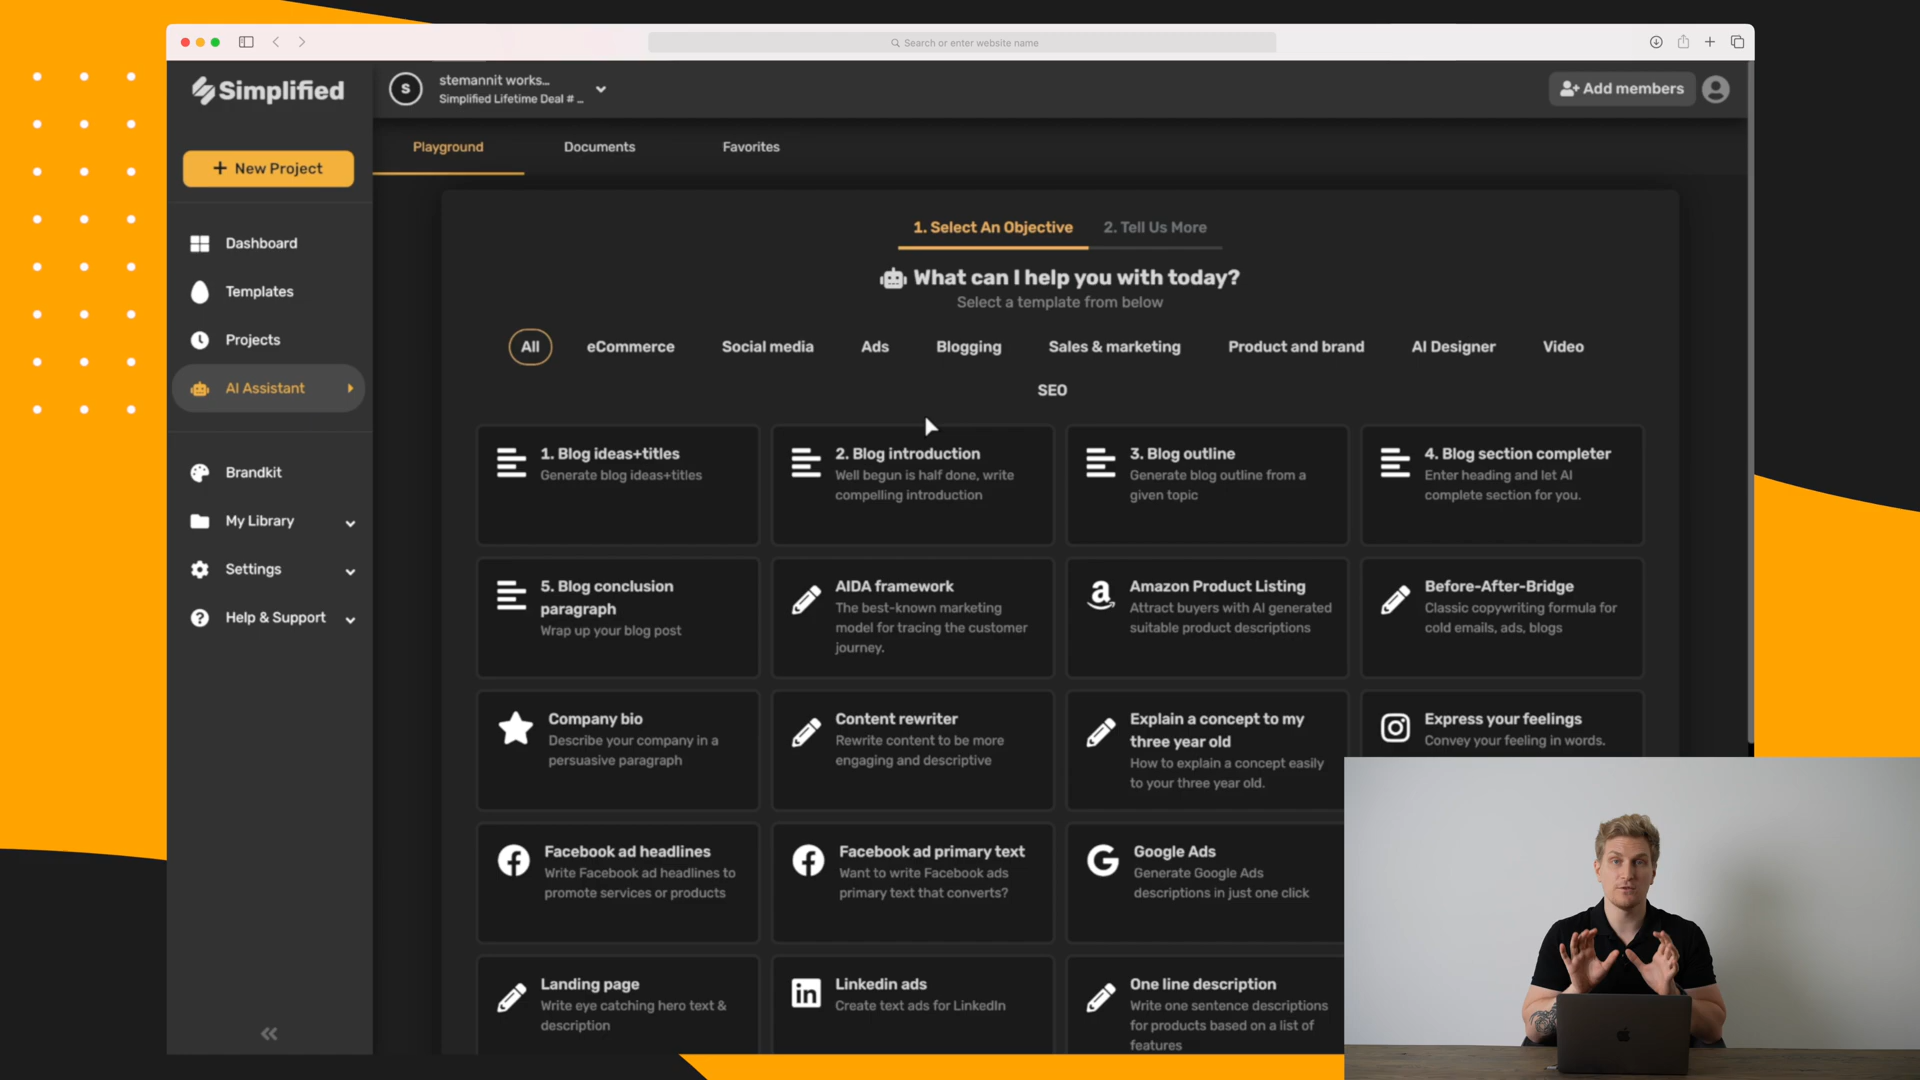 Search or enter website name
Simplified
S
stemannit works...
Simplified Lifetime Deal # ...
Add members
+ New Project
Playground
Documents
Favorites
Dashboard
Templates
Projects
AI Assistant
Brandkit
My Library
Settings
Help & Support
1. Select An Objective
2. Tell Us More
What can I help you with today?
Select a template from below
All
eCommerce
Social media
Ads
Blogging
Sales & marketing
Product and brand
AI Designer
Video
SEO
1. Blog ideas+titles
Generate blog ideas+titles
2. Blog introduction
Well begun is half done, write
compelling introduction
3. Blog outline
Generate blog outline from a
given topic
4. Blog section completer
Enter heading and let AI
complete section for you.
5. Blog conclusion
paragraph
Wrap up your blog post
AIDA framework
The best-known marketing
model for tracing the customer
journey.
Amazon Product Listing
Attract buyers with AI generated
suitable product descriptions
Before-After-Bridge
Classic copywriting formula for
cold emails, ads, blogs
Company bio
Describe your company in a
persuasive paragraph
Content rewriter
Rewrite content to be more
engaging and descriptive
Explain a concept to my
three year old
How to explain a concept easily
to your three year old.
Express your feelings
Convey your feeling in words.
Facebook ad headlines
Write Facebook ad headlines to
promote services or products
Facebook ad primary text
Want to write Facebook ads
primary text that converts?
Google Ads
Generate Google Ads
descriptions in just one click
Landing page
Write eye catching hero text &
description
Linkedin ads
Create text ads for LinkedIn
One line description
Write one sentence descriptions
for products based on a list of
features